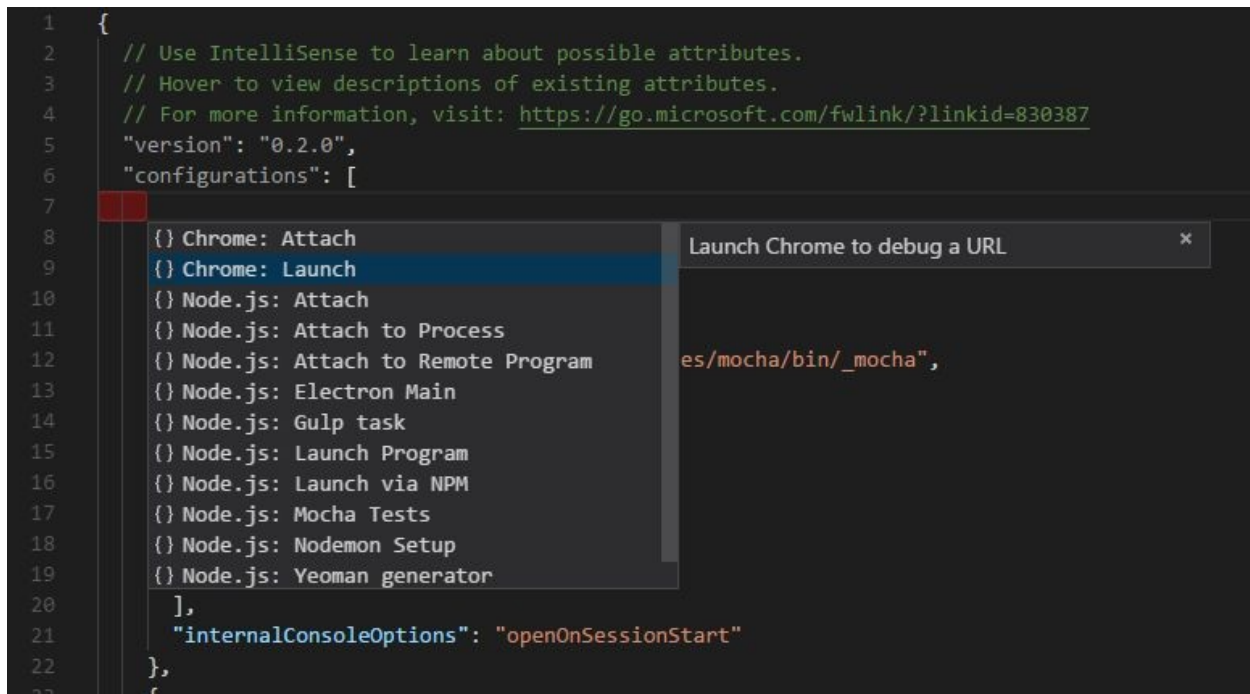 1 {
2 // Use IntelliSense to learn about possible attributes.
3 // Hover to view descriptions of existing attributes.
4 // For more information, visit: https://go.microsoft.com/fwlink/?linkid=830387
5 "version": "0.2.0",
6 "configurations": [
7
8 {} Chrome: Attach Launch Chrome to debug a URL ×
9 {} Chrome: Launch
10 {} Node.js: Attach
11 {} Node.js: Attach to Process
12 {} Node.js: Attach to Remote Program es/mocha/bin/_mocha",
13 {} Node.js: Electron Main
14 {} Node.js: Gulp task
15 {} Node.js: Launch Program
16 {} Node.js: Launch via NPM
17 {} Node.js: Mocha Tests
18 {} Node.js: Nodemon Setup
19 {} Node.js: Yeoman generator
20 ],
21 "internalConsoleOptions": "openOnSessionStart"
22 },